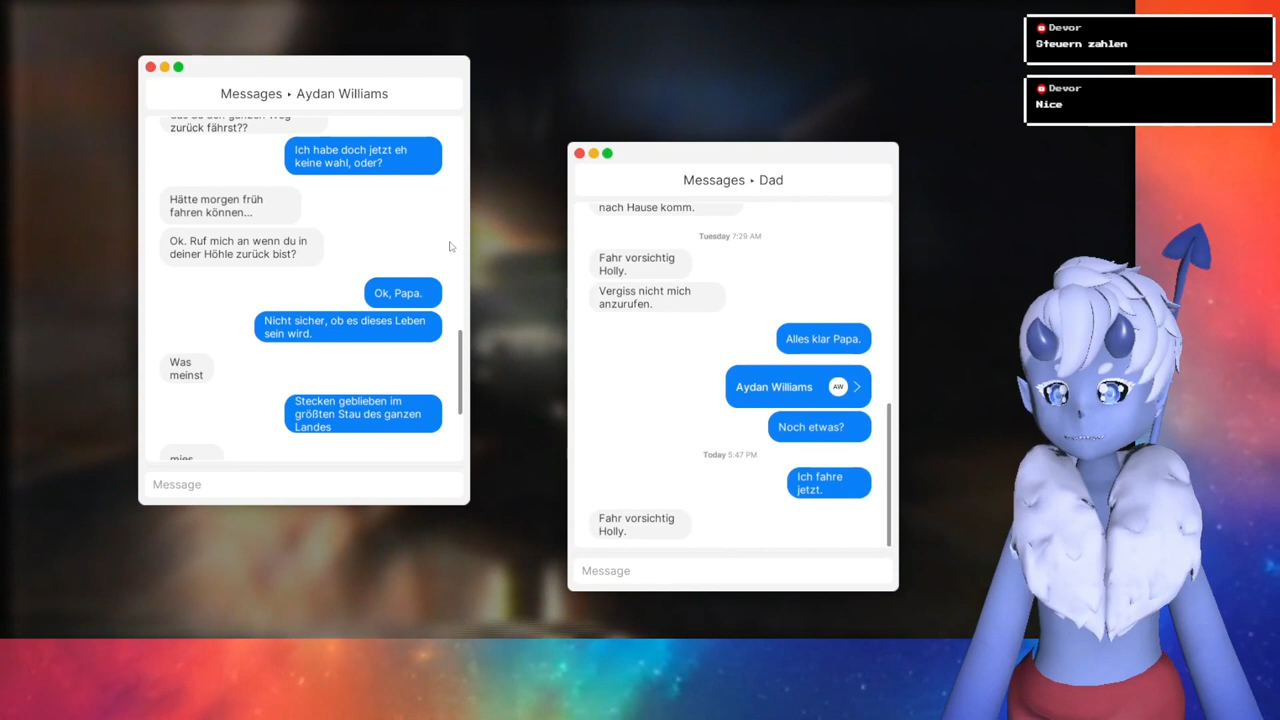 Messages ▸ Aydan Williams
zurück fährst??
Ich habe doch jetzt eh
keine wahl, oder?
Hätte morgen früh
fahren können...
Ok. Ruf mich an wenn du in
deiner Höhle zurück bist?
Ok, Papa.
Nicht sicher, ob es dieses Leben
sein wird.
Was
meinst
Stecken geblieben im
größten Stau des ganzen
Landes
mies
Message
Messages ▸ Dad
nach Hause komm.
Tuesday 7:29 AM
Fahr vorsichtig
Holly.
Vergiss nicht mich
anzurufen.
Alles klar Papa.
Aydan Williams AW
Noch etwas?
Today 5:47 PM
Ich fahre
jetzt.
Fahr vorsichtig
Holly.
Message
Devor
Steuern zahlen
Devor
Nice